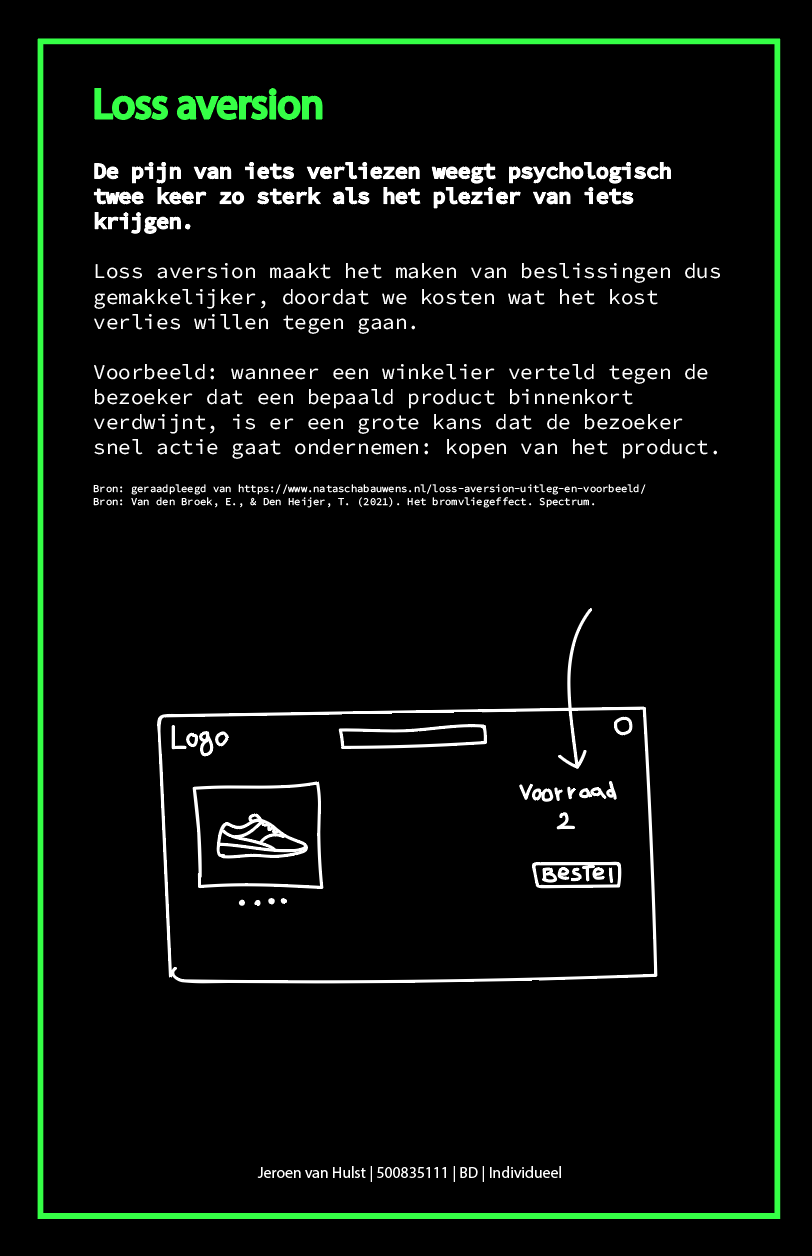 Loss aversion
De pijn van iets verliezen weegt psychologisch
twee keer zo sterk als het plezier van iets
krijgen.
Loss aversion maakt het maken van beslissingen dus
gemakkelijker, doordat we kosten wat het kost
verlies willen tegen gaan.
Voorbeeld: wanneer een winkelier verteld tegen de
bezoeker dat een bepaald product binnenkort
verdwijnt, is er een grote kans dat de bezoeker
snel actie gaat ondernemen: kopen van het product.
Bron: geraadpleegd van https://www.nataschabauwens.nl/loss-aversion-uitleg-en-voorbeeld/
Bron: Van den Broek, E., & Den Heijer, T. (2021). Het bromvliegeffect. Spectrum.
Logo
Voorraad
2
Bestel
Jeroen van Hulst | 500835111 | BD | Individueel